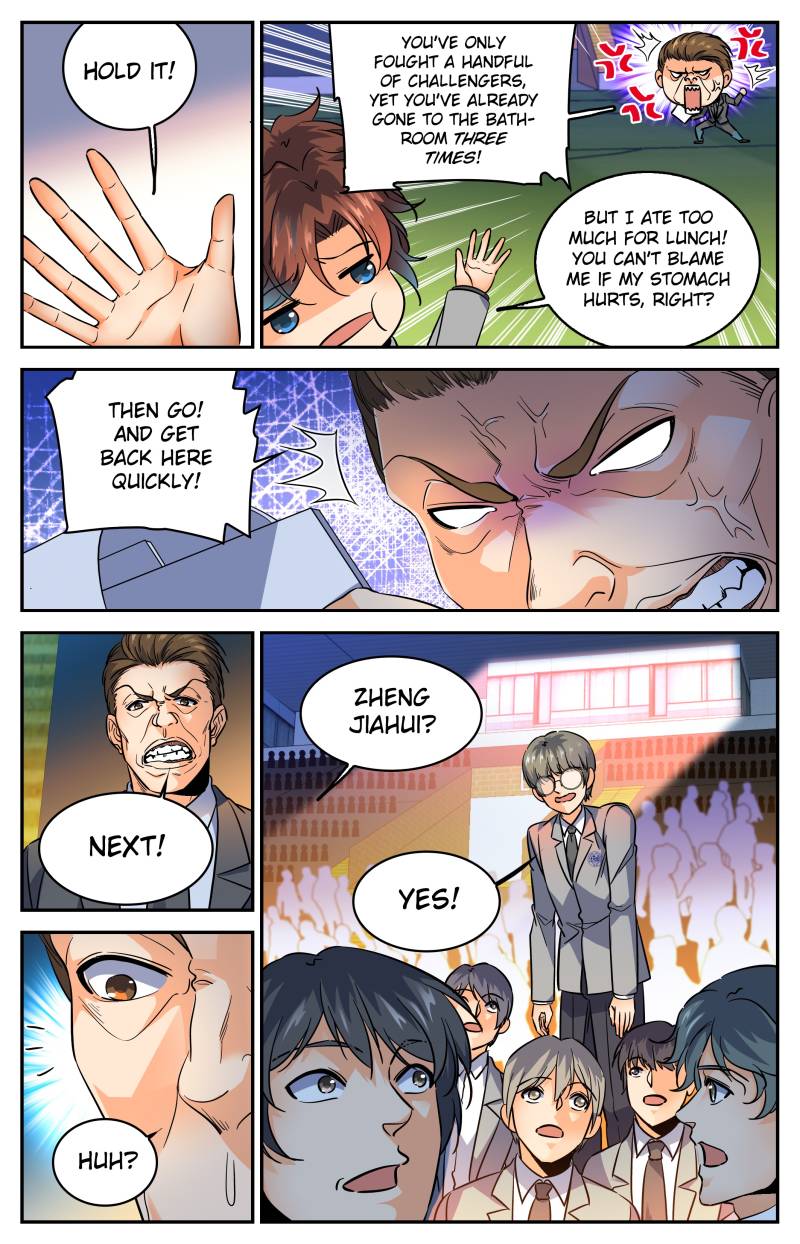 HOLD IT!
YOU'VE ONLY
FOUGHT A HANDFUL
OF CHALLENGERS,
YET YOU'VE ALREADY
GONE TO THE BATH-
ROOM THREE
TIMES!
BUT I ATE TOO
MUCH FOR LUNCH!
YOU CAN'T BLAME
ME IF MY STOMACH
HURTS, RIGHT?
THEN GO!
AND GET
BACK HERE
QUICKLY!
NEXT!
ZHENG
JIAHUI?
YES!
HUH?